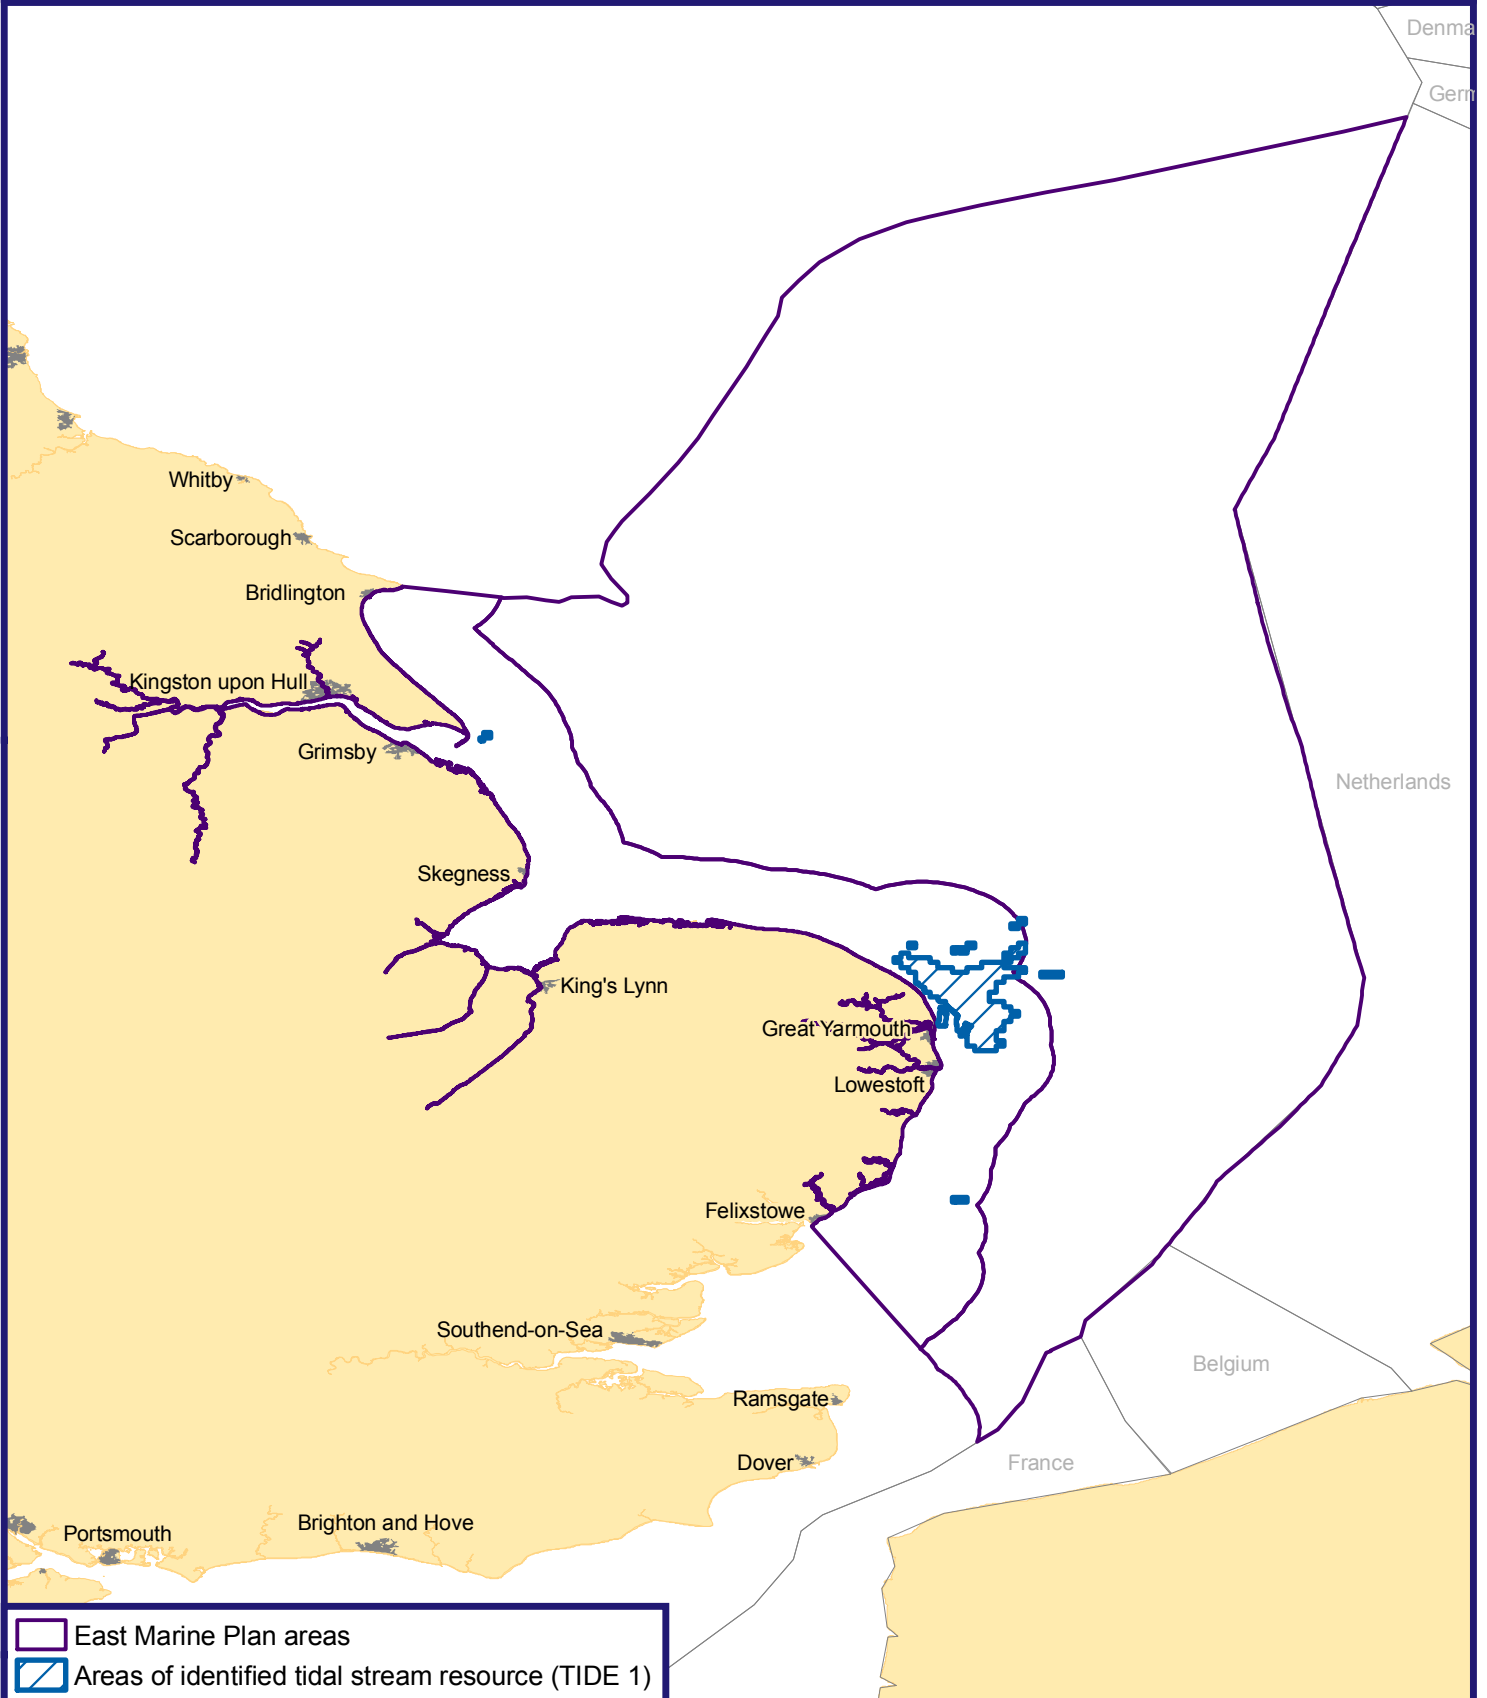 Denma
Germ
Whitby
Scarborough
Bridlington
Kingston upon Hull
Grimsby
Netherlands
Skegness
King's Lynn
Great Yarmouth
Lowestoft
Felixstowe
Southend-on-Sea
Belgium
Ramsgate
Dover
France
Brighton and Hove
Portsmouth
East Marine Plan areas
Areas of identified tidal stream resource (TIDE 1)